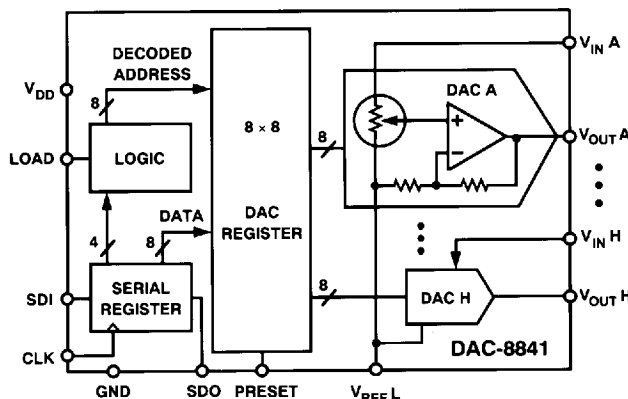 DECODED
ADDRESS
V_DD
8
LOAD
LOGIC
4
8
DATA
SDI
SERIAL
REGISTER
CLK
GND
SDO
PRESET
8 × 8
DAC
REGISTER
8
8
DAC A
+
−
V_IN A
V_OUT A
V_IN H
DAC H
V_OUT H
DAC-8841
V_REF L